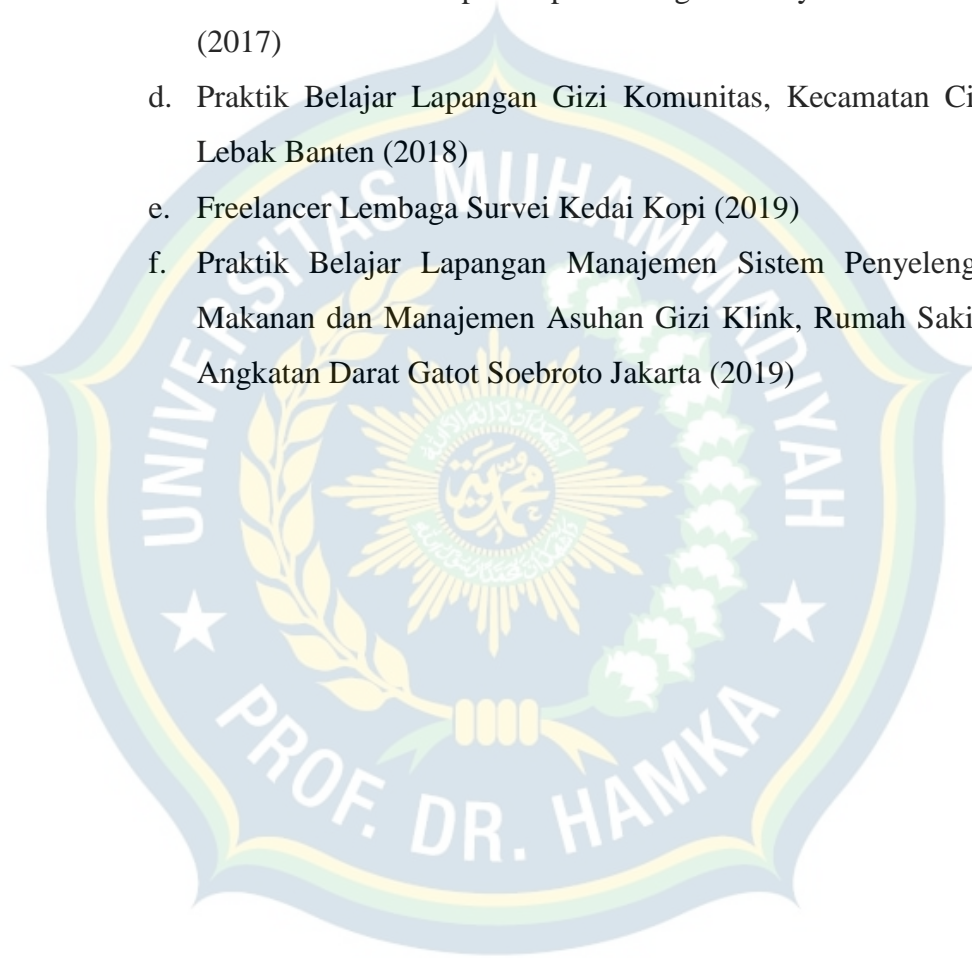 (2017)
d. Praktik Belajar Lapangan Gizi Komunitas, Kecamatan Ci
Lebak Banten (2018)
e. Freelancer Lembaga Survei Kedai Kopi (2019)
f. Praktik Belajar Lapangan Manajemen Sistem Penyeleng
Makanan dan Manajemen Asuhan Gizi Klink, Rumah Saki
Angkatan Darat Gatot Soebroto Jakarta (2019)
UNIVERSITAS MUHAMMADIYAH
PROF. DR. HAMKA